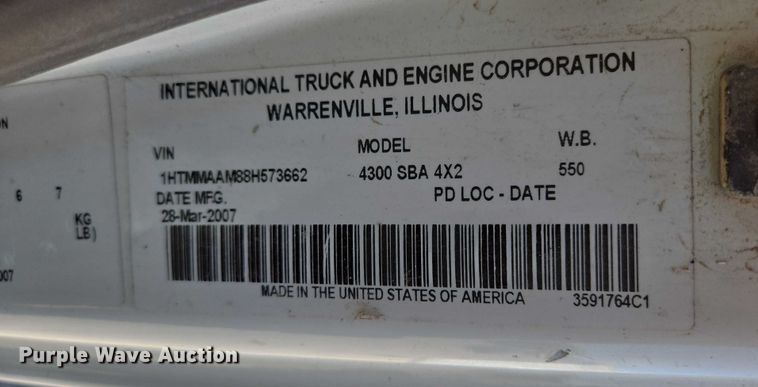 INTERNATIONAL TRUCK AND ENGINE CORPORATION
WARRENVILLE, ILLINOIS
VIN MODEL W.B.
1HTMMAAM88H573662 4300 SBA 4X2 550
DATE MFG. PD LOC - DATE
28-Mar-2007
MADE IN THE UNITED STATES OF AMERICA 3591764C1
N
6 7
KG
LB)
007
Purple Wave Auction